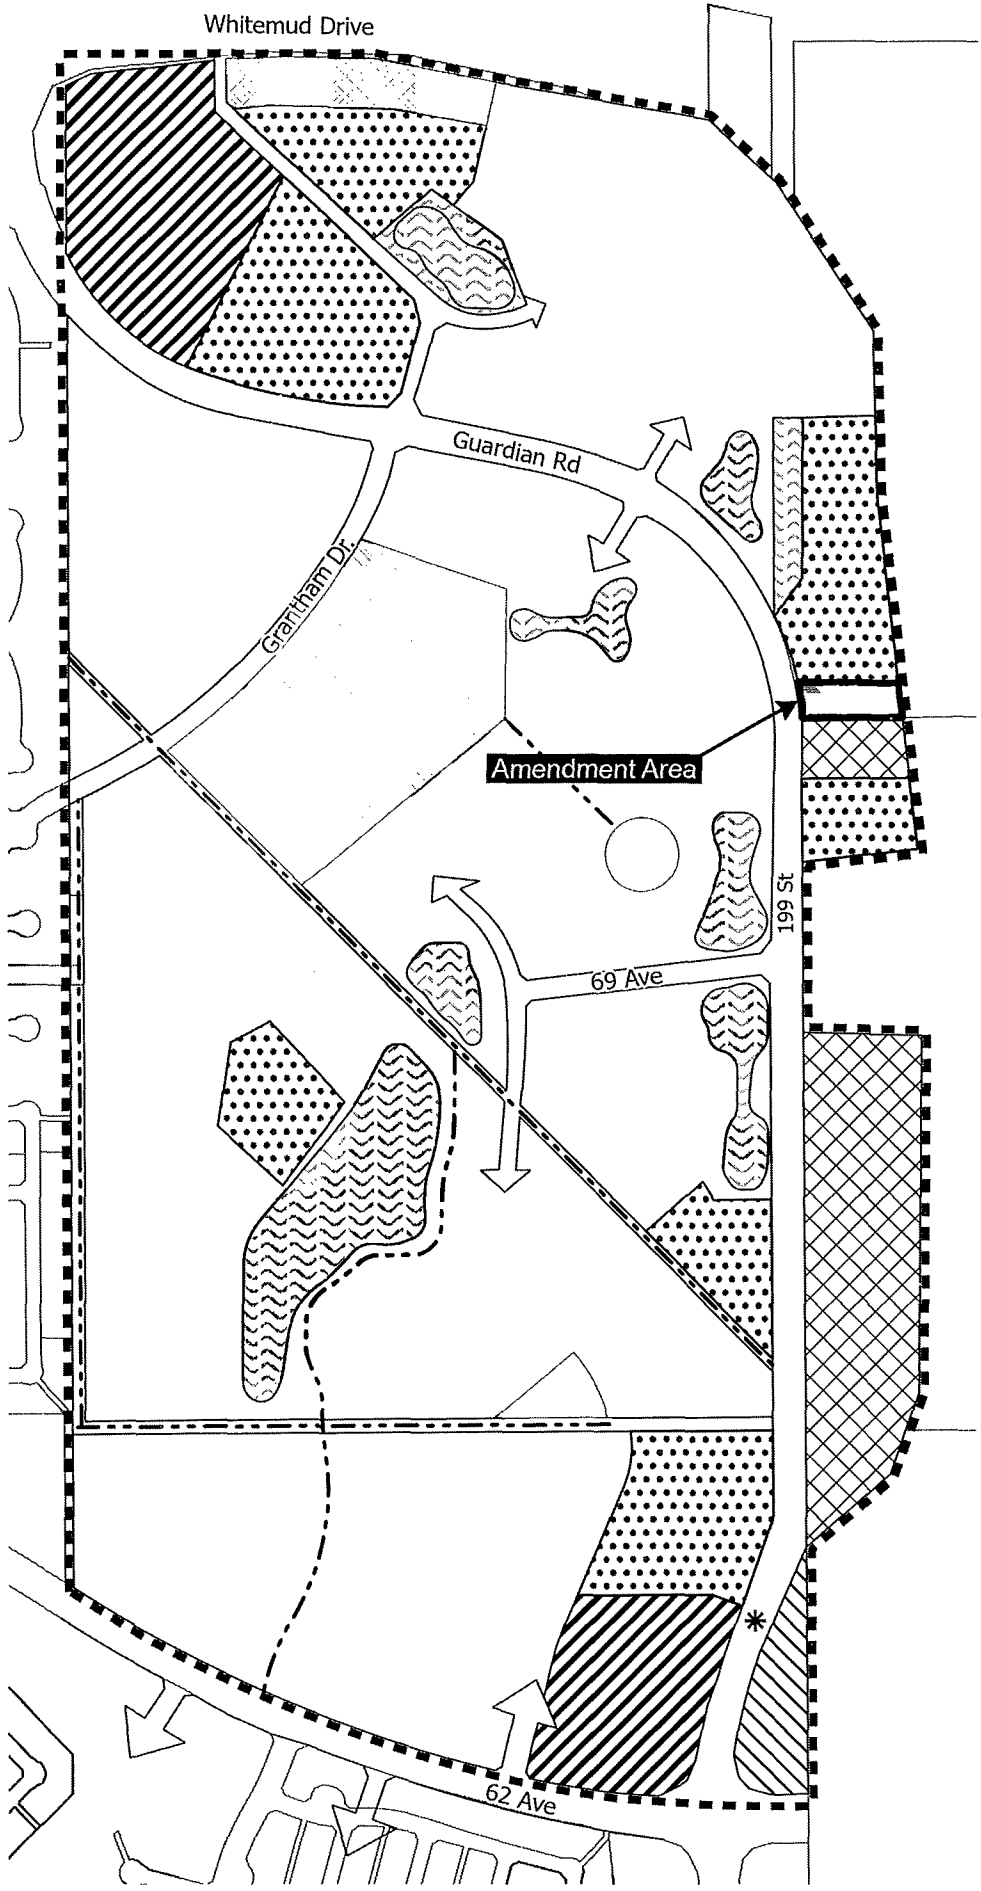 Whitemud Drive
Guardian Rd
Grantham Dr.
Amendment Area
199 St
69 Ave
62 Ave